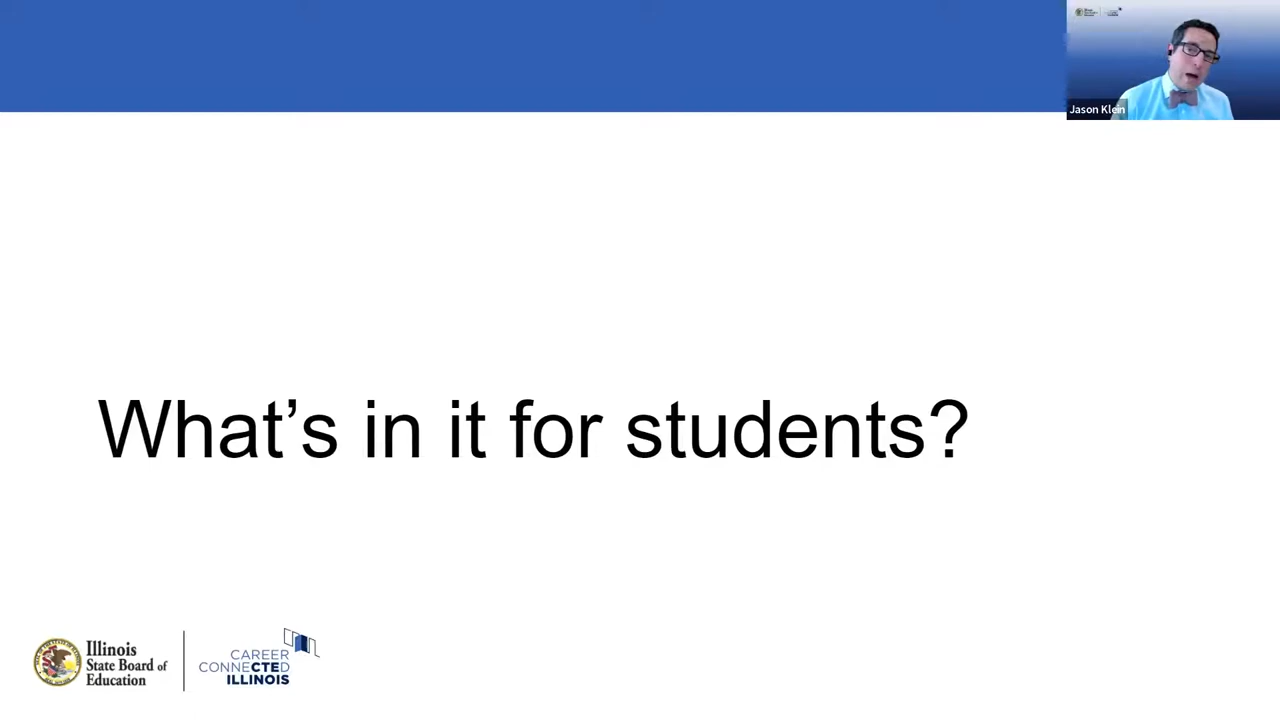 Jason Klein
What’s in it for students?
Illinois
State Board of
Education
CAREER
CONNECTED
ILLINOIS